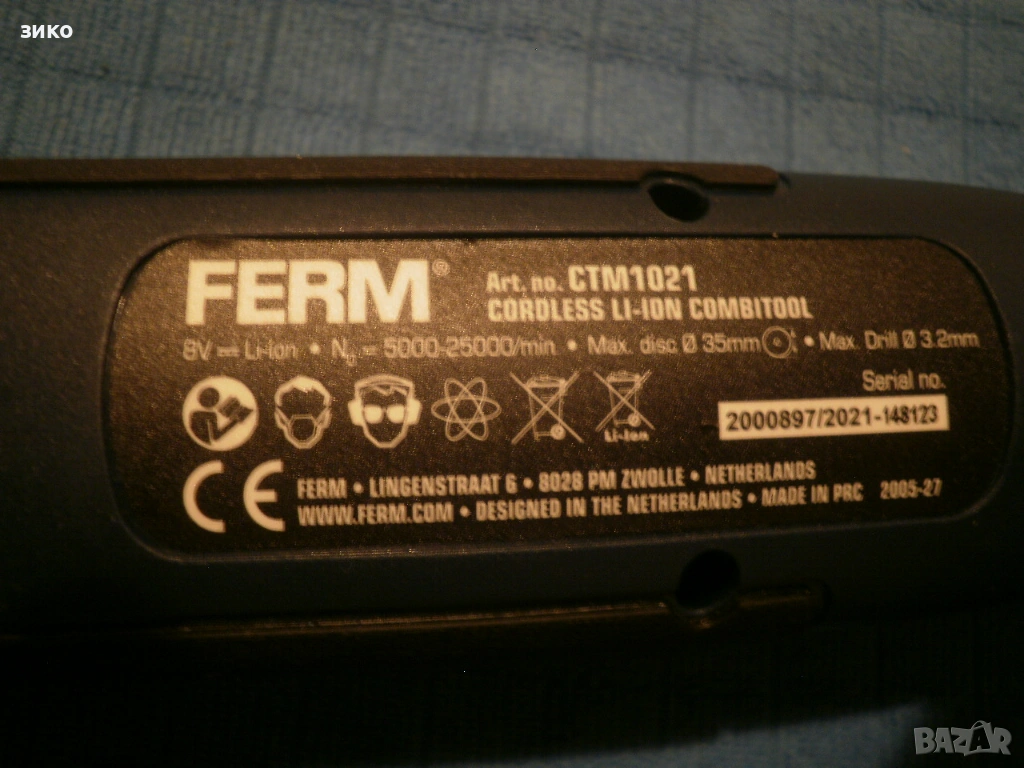 зико
FERM®
Art. no. CTM1021
CORDLESS LI-ION COMBITOOL
8V Li-Ion • N₀ = 5000-25000/min • Max. disc Ø 35mm • Max. Drill Ø 3.2mm
Serial no.
2000897/2021-148123
Li-Ion
CE
FERM • LINGENSTRAAT 6 • 8028 PM ZWOLLE • NETHERLANDS
WWW.FERM.COM • DESIGNED IN THE NETHERLANDS • MADE IN PRC 2005-27
BAZAR